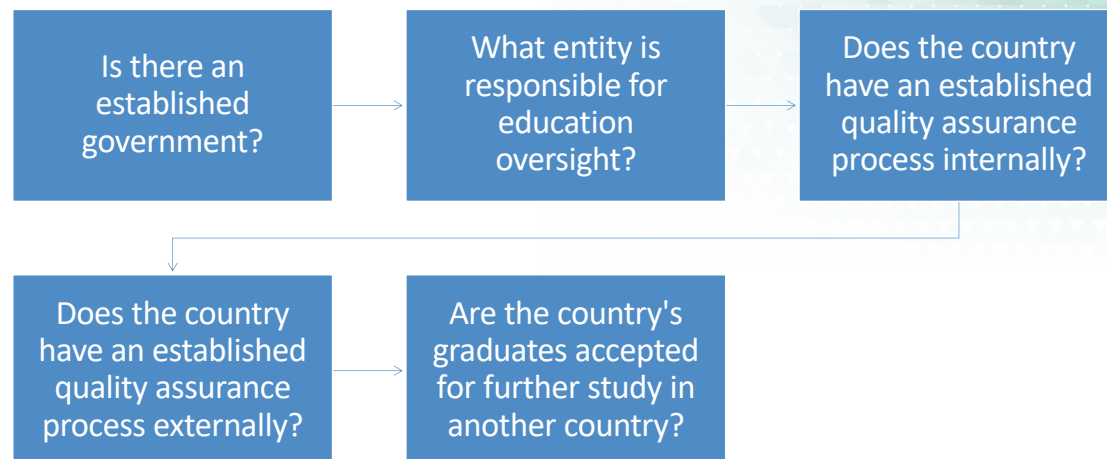 Is there an
established
government?
What entity is
responsible for
education
oversight?
Does the country
have an established
quality assurance
process internally?
Does the country
have an established
quality assurance
process externally?
Are the country's
graduates accepted
for further study in
another country?